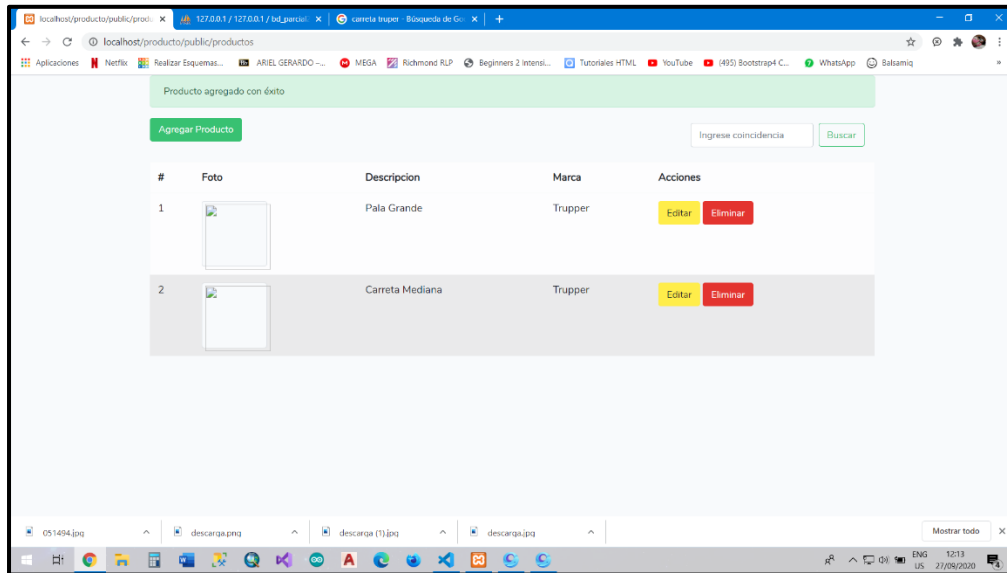 localhost/producto/public/produ
127.0.0.1 / 127.0.0.1 / bd_parcial
carreta truper - Búsqueda de Go
localhost/producto/public/productos
Aplicaciones Netflix Realizar Esquemas... ARIEL GERARDO –... MEGA Richmond RLP Beginners 2 Intensi... Tutoriales HTML YouTube (495) Bootstrap4 C... WhatsApp Balsamiq
Producto agregado con éxito
Agregar Producto
Ingrese coincidencia Buscar
# Foto Descripcion Marca Acciones
1 Pala Grande Trupper Editar Eliminar
2 Carreta Mediana Trupper Editar Eliminar
051494.jpg descarga.png descarga (1).jpg descarga.jpg Mostrar todo
ENG 12:13
US 27/09/2020